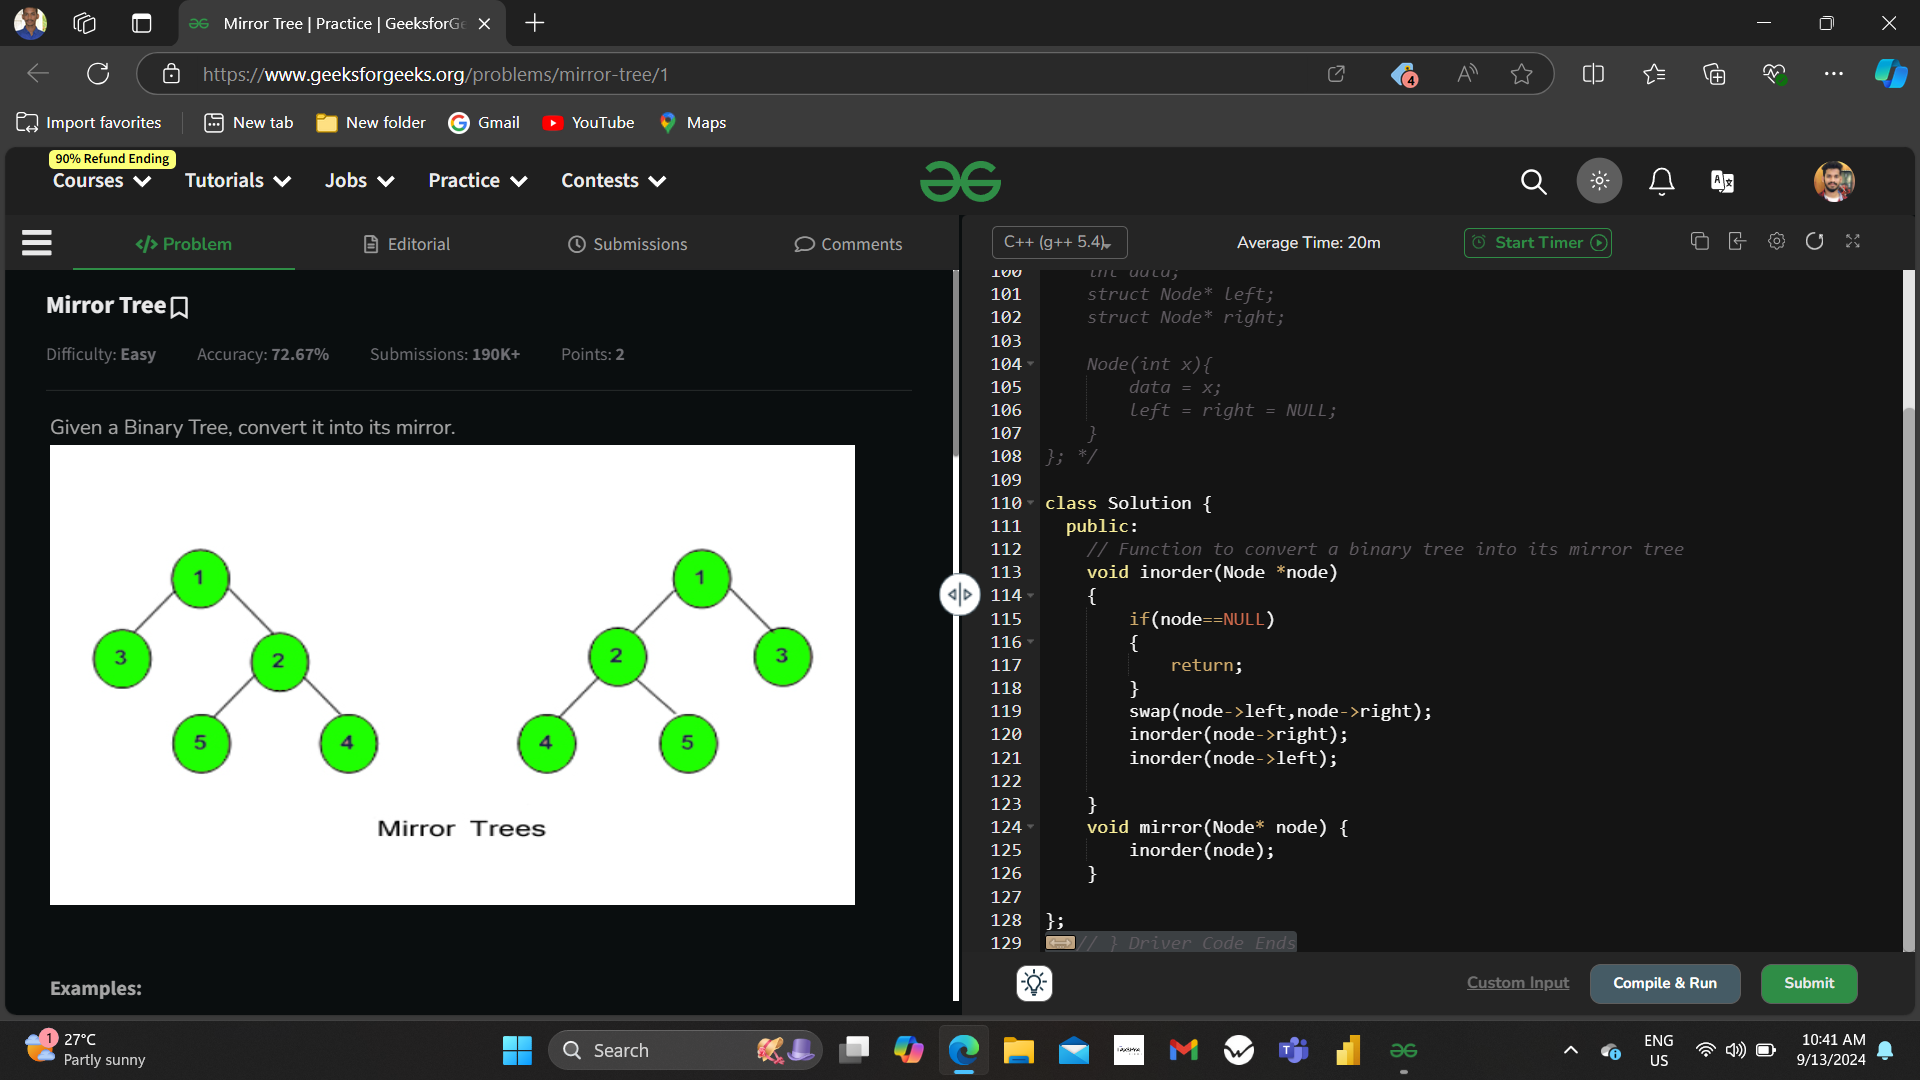 Mirror Tree | Practice | GeeksforGe
https://www.geeksforgeeks.org/problems/mirror-tree/1
4
Import favorites
New tab
New folder
Gmail
YouTube
Maps
90% Refund Ending
Courses
Tutorials
Jobs
Practice
Contests
Problem
Editorial
Submissions
Comments
C++ (g++ 5.4)
Average Time: 20m
Start Timer
Mirror Tree
Difficulty: Easy Accuracy: 72.67% Submissions: 190K+ Points: 2
Given a Binary Tree, convert it into its mirror.
1
3 2
5 4
1
2 3
4 5
Mirror Trees
Examples:
100 int data;
101 struct Node* left;
102 struct Node* right;
103
104 Node(int x){
105 data = x;
106 left = right = NULL;
107 }
108 }; */
109
110 class Solution {
111 public:
112 // Function to convert a binary tree into its mirror tree
113 void inorder(Node *node)
114 {
115 if(node==NULL)
116 {
117 return;
118 }
119 swap(node->left,node->right);
120 inorder(node->right);
121 inorder(node->left);
122
123 }
124 void mirror(Node* node) {
125 inorder(node);
126 }
127
128 };
129 // } Driver Code Ends
Custom Input
Compile & Run
Submit
1
27°C
Partly sunny
Search
ENG
US
10:41 AM
9/13/2024